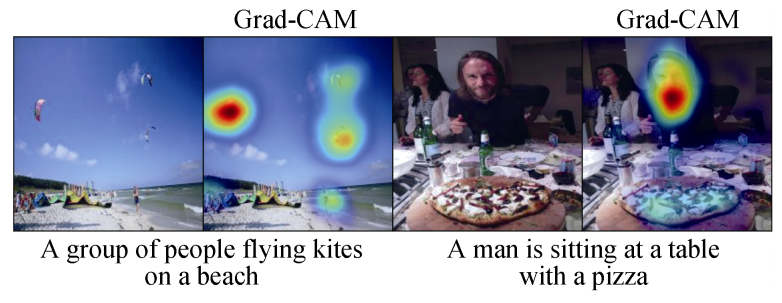 Grad-CAM
Grad-CAM
A group of people flying kites
on a beach
A man is sitting at a table
with a pizza